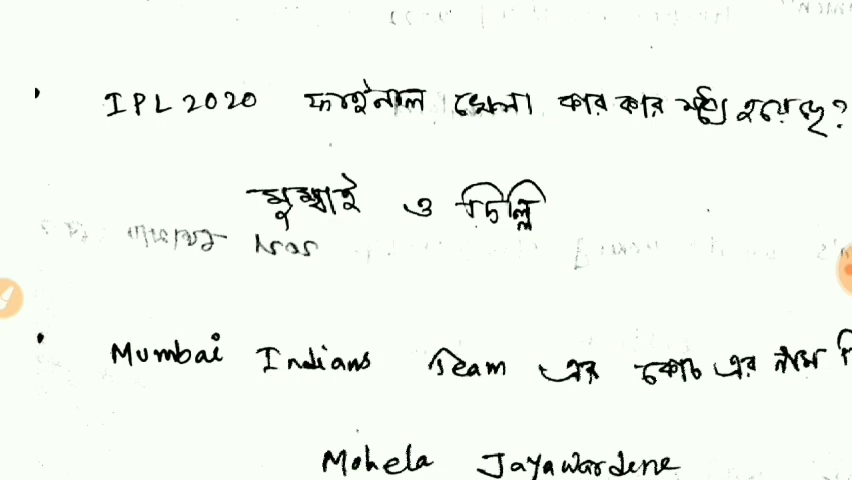 IPL 2020 ফাইনাল খেলা কার কার মধ্যে হয়েছে?
মুম্বাই ও দিল্লি
Mumbai Indians Team এর কোচ এর নাম
Mohela Jayawardene